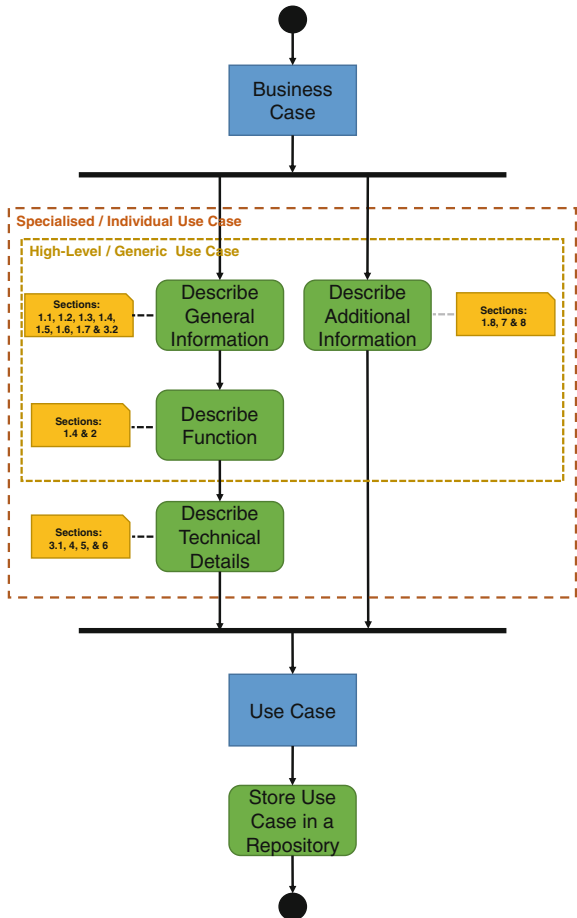 Business
Case
Specialised / Individual Use Case
High-Level / Generic Use Case
Sections:
1.1, 1.2, 1.3, 1.4,
1.5, 1.6, 1.7 & 3.2
Describe
General
Information
Describe
Additional
Information
Sections:
1.8, 7 & 8
Sections:
1.4 & 2
Describe
Function
Sections:
3.1, 4, 5, & 6
Describe
Technical
Details
Use Case
Store Use
Case in a
Repository